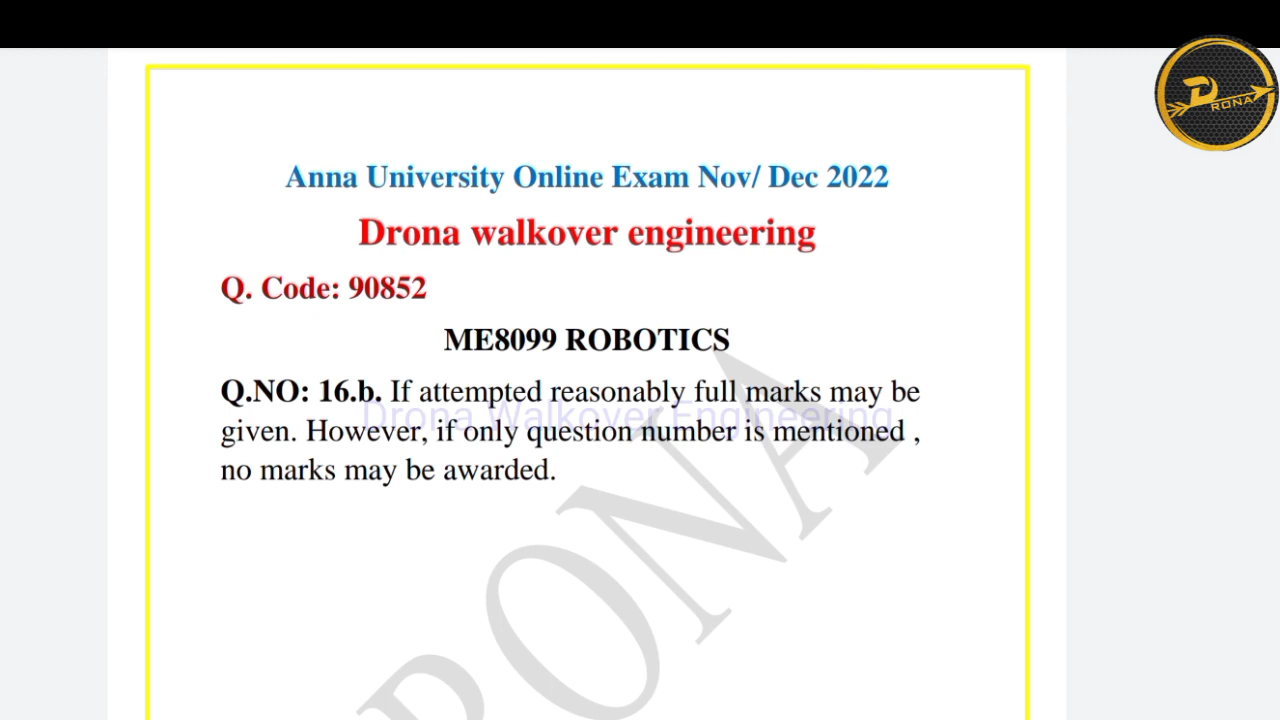 Anna University Online Exam Nov/ Dec 2022
Drona walkover engineering
Q. Code: 90852
ME8099 ROBOTICS
Q.NO: 16.b. If attempted reasonably full marks may be
given. However, if only question number is mentioned ,
no marks may be awarded.
Drona Walkover Engineering
DRONA
RONA